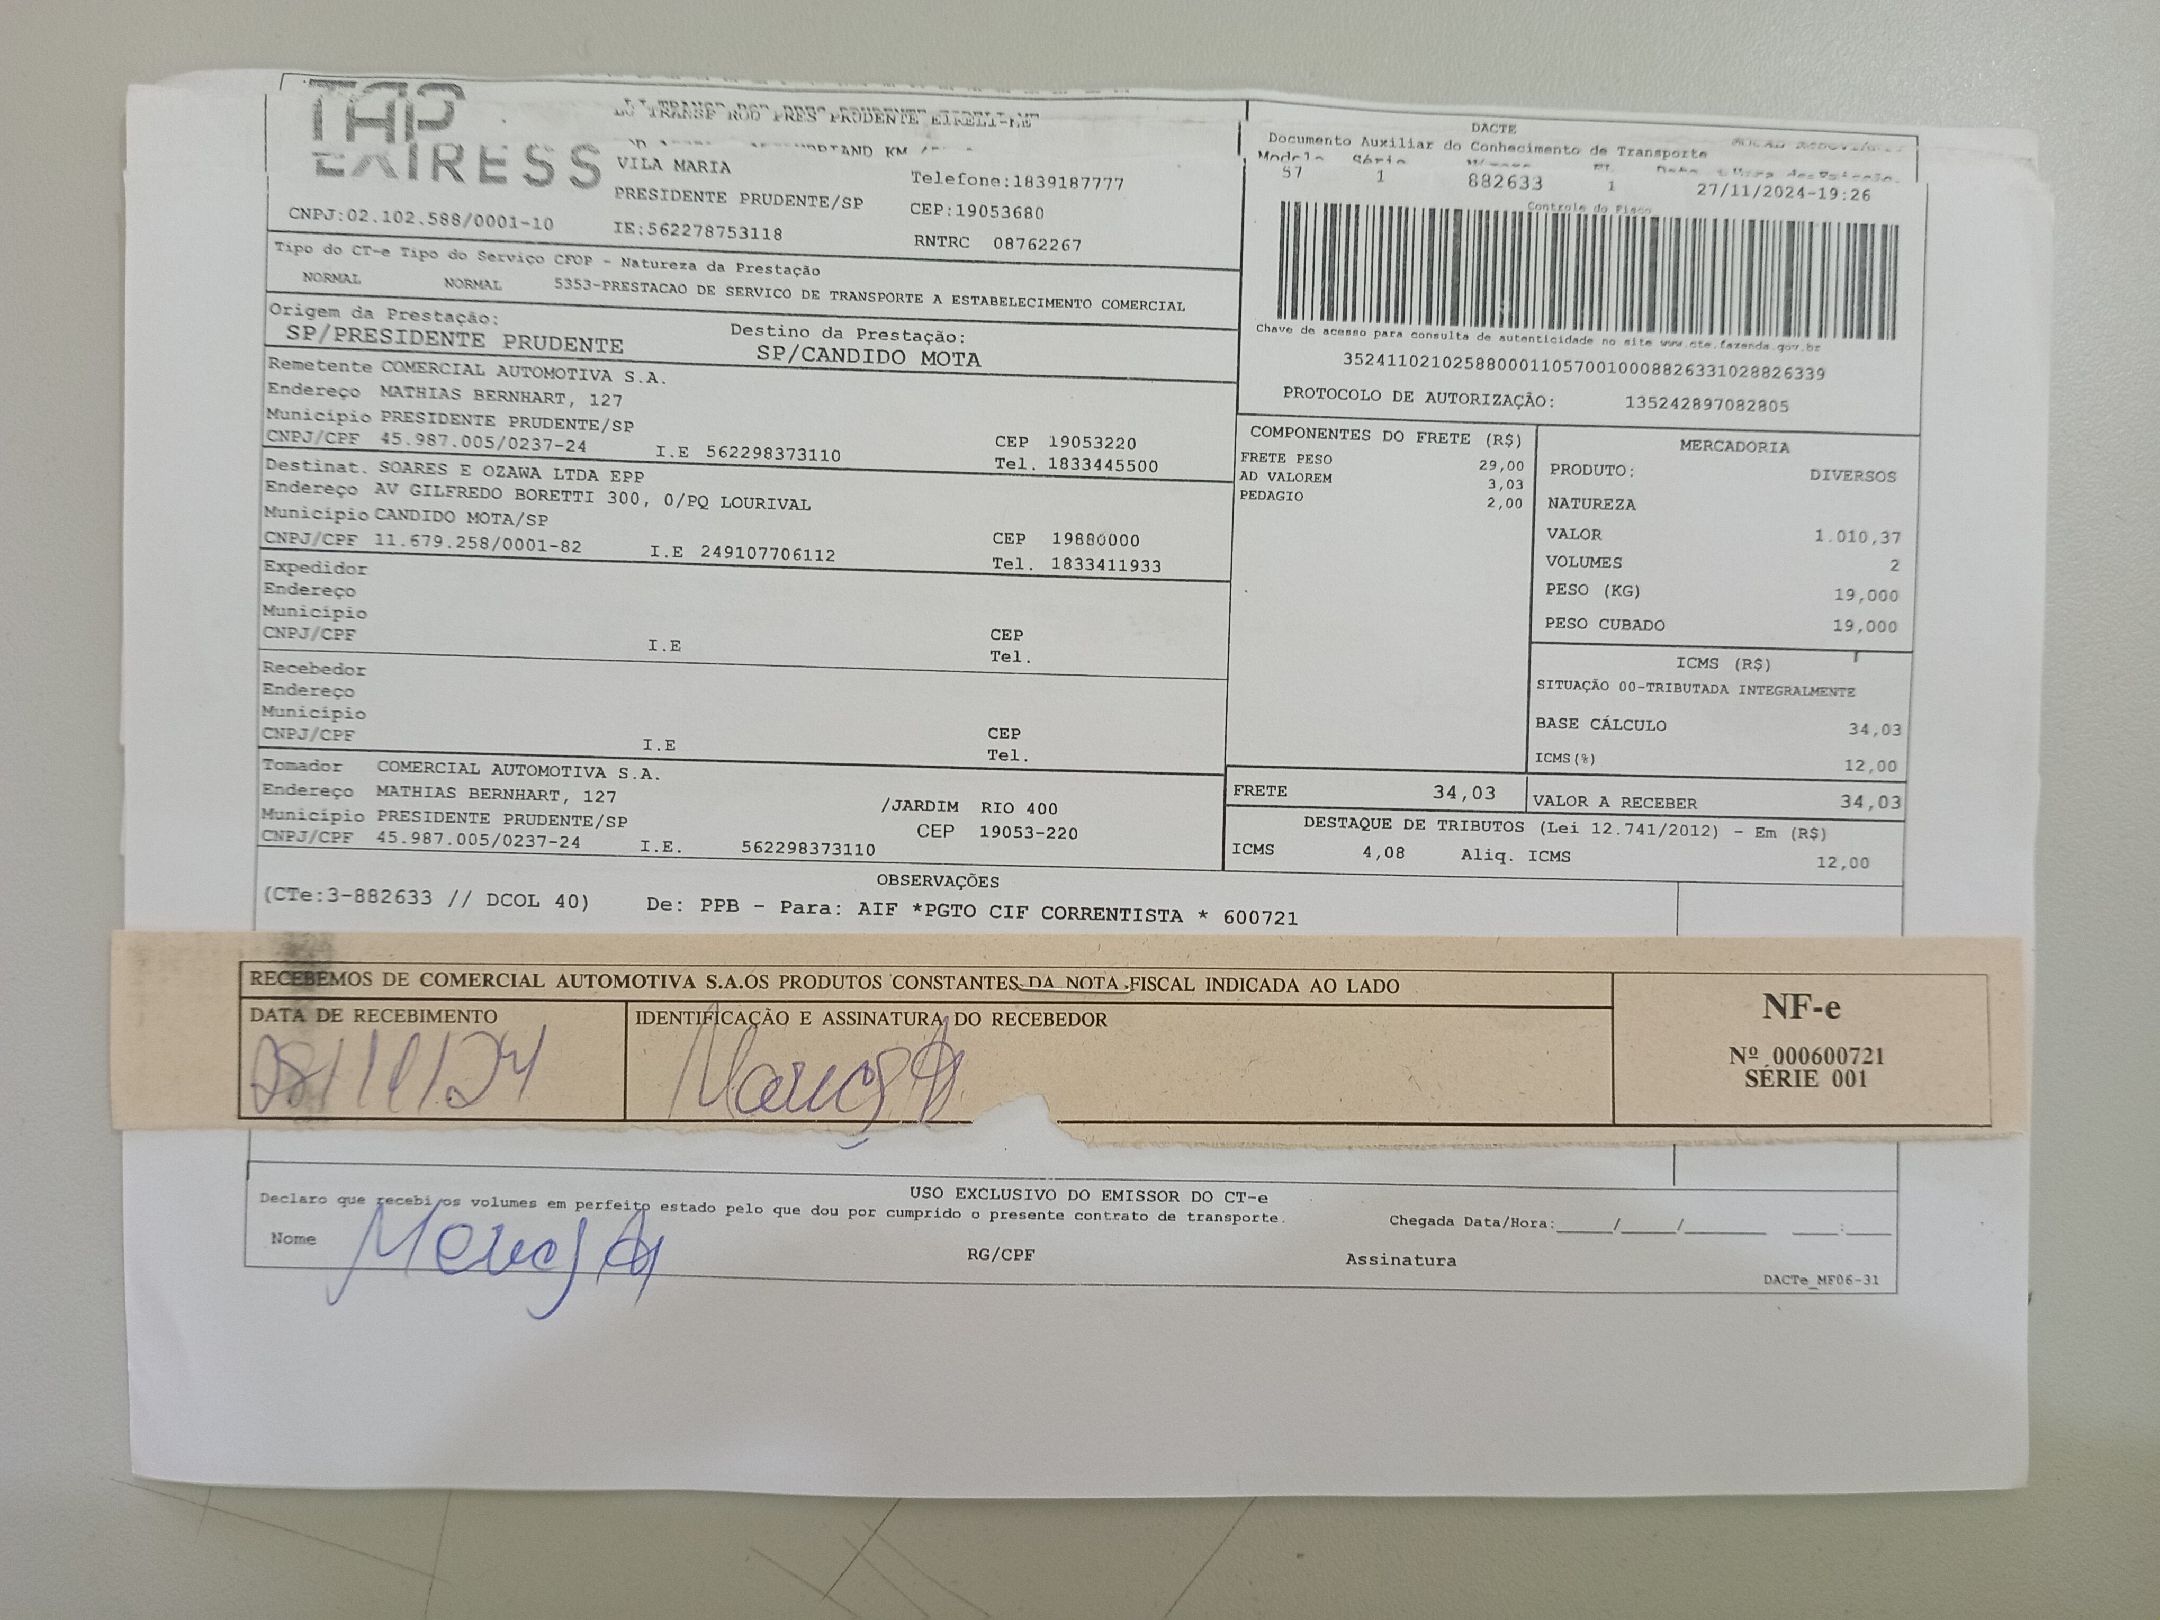 TAP
EXPRESS
TRANSP ROD PRES PRUDENTE EIRELI-ME
KM
VILA MARIA
Telefone:1839187777
PRESIDENTE PRUDENTE/SP
CEP:19053680
CNPJ:02.102.588/0001-10
IE:562278753118
RNTRC 08762267
DACTE
Documento Auxiliar do Conhecimento de Transporte
Modelo Série
57 1 882633 1 27/11/2024-19:26
Controle do Fisco
Chave de acesso para consulta de autenticidade no site www.cte.fazenda.gov.br
35241102102588000110570010008826331028826339
PROTOCOLO DE AUTORIZAÇÃO: 135242897082805
Tipo do CT-e Tipo do Serviço CFOP - Natureza da Prestação
NORMAL NORMAL 5353-PRESTACAO DE SERVICO DE TRANSPORTE A ESTABELECIMENTO COMERCIAL
Origem da Prestação: Destino da Prestação:
SP/PRESIDENTE PRUDENTE SP/CANDIDO MOTA
Remetente COMERCIAL AUTOMOTIVA S.A.
Endereço MATHIAS BERNHART, 127
Município PRESIDENTE PRUDENTE/SP CEP 19053220
CNPJ/CPF 45.987.005/0237-24 I.E 562298373110 Tel. 1833445500
Destinat. SOARES E OZAWA LTDA EPP
Endereço AV GILFREDO BORETTI 300, 0/PQ LOURIVAL
Município CANDIDO MOTA/SP CEP 19880000
CNPJ/CPF 11.679.258/0001-82 I.E 249107706112 Tel. 1833411933
Expedidor
Endereço
Município CEP
CNPJ/CPF I.E Tel.
Recebedor
Endereço
Município CEP
CNPJ/CPF I.E Tel.
Tomador COMERCIAL AUTOMOTIVA S.A.
Endereço MATHIAS BERNHART, 127 /JARDIM RIO 400
Município PRESIDENTE PRUDENTE/SP CEP 19053-220
CNPJ/CPF 45.987.005/0237-24 I.E. 562298373110
COMPONENTES DO FRETE (R$)
FRETE PESO 29,00
AD VALOREM 3,03
PEDAGIO 2,00
MERCADORIA
PRODUTO: DIVERSOS
NATUREZA
VALOR 1.010,37
VOLUMES 2
PESO (KG) 19,000
PESO CUBADO 19,000
ICMS (R$)
SITUAÇÃO 00-TRIBUTADA INTEGRALMENTE
BASE CÁLCULO 34,03
ICMS(%) 12,00
FRETE 34,03 VALOR A RECEBER 34,03
DESTAQUE DE TRIBUTOS (Lei 12.741/2012) - Em (R$)
ICMS 4,08 Aliq. ICMS 12,00
OBSERVAÇÕES
(CTe:3-882633 // DCOL 40) De: PPB - Para: AIF *PGTO CIF CORRENTISTA * 600721
RECEBEMOS DE COMERCIAL AUTOMOTIVA S.A.OS PRODUTOS CONSTANTES DA NOTA FISCAL INDICADA AO LADO
DATA DE RECEBIMENTO IDENTIFICAÇÃO E ASSINATURA DO RECEBEDOR
28/11/24
NF-e
Nº 000600721
SÉRIE 001
USO EXCLUSIVO DO EMISSOR DO CT-e
Declaro que recebi os volumes em perfeito estado pelo que dou por cumprido o presente contrato de transporte. Chegada Data/Hora:____/____/______ ____:____
Nome RG/CPF Assinatura
DACTe_MF06-31